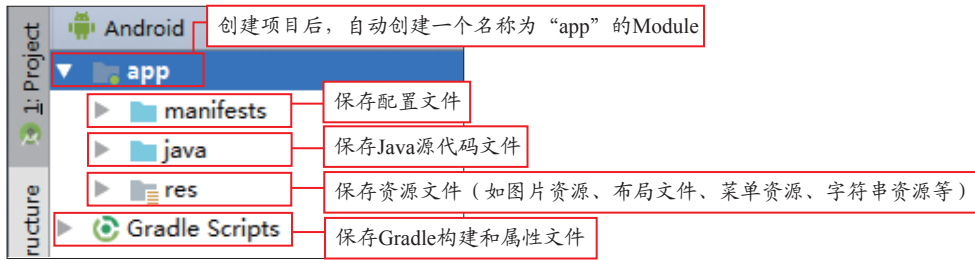 1: Project
ructure
Android
创建项目后，自动创建一个名称为“app”的Module
app
manifests
保存配置文件
java
保存Java源代码文件
res
保存资源文件（如图片资源、布局文件、菜单资源、字符串资源等）
Gradle Scripts
保存Gradle构建和属性文件